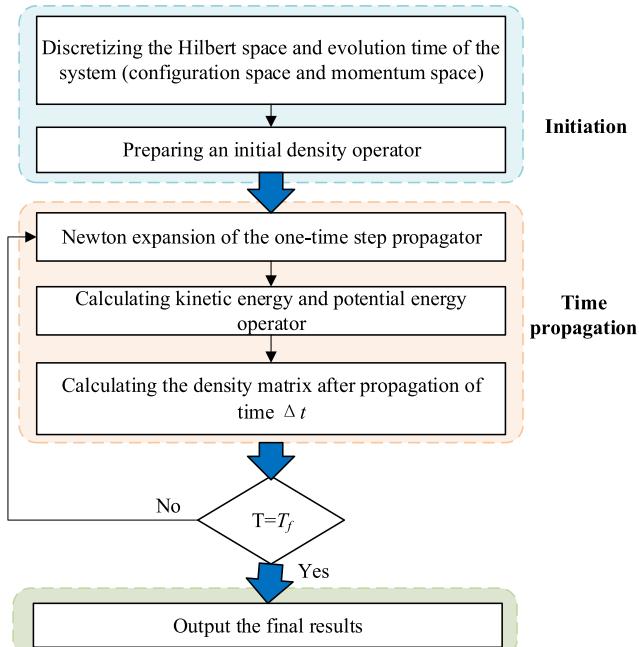 Discretizing the Hilbert space and evolution time of the
system (configuration space and momentum space)
Initiation
Preparing an initial density operator
Newton expansion of the one-time step propagator
Calculating kinetic energy and potential energy
operator
Time
propagation
Calculating the density matrix after propagation of
time Δt
No
T=T_f
Yes
Output the final results